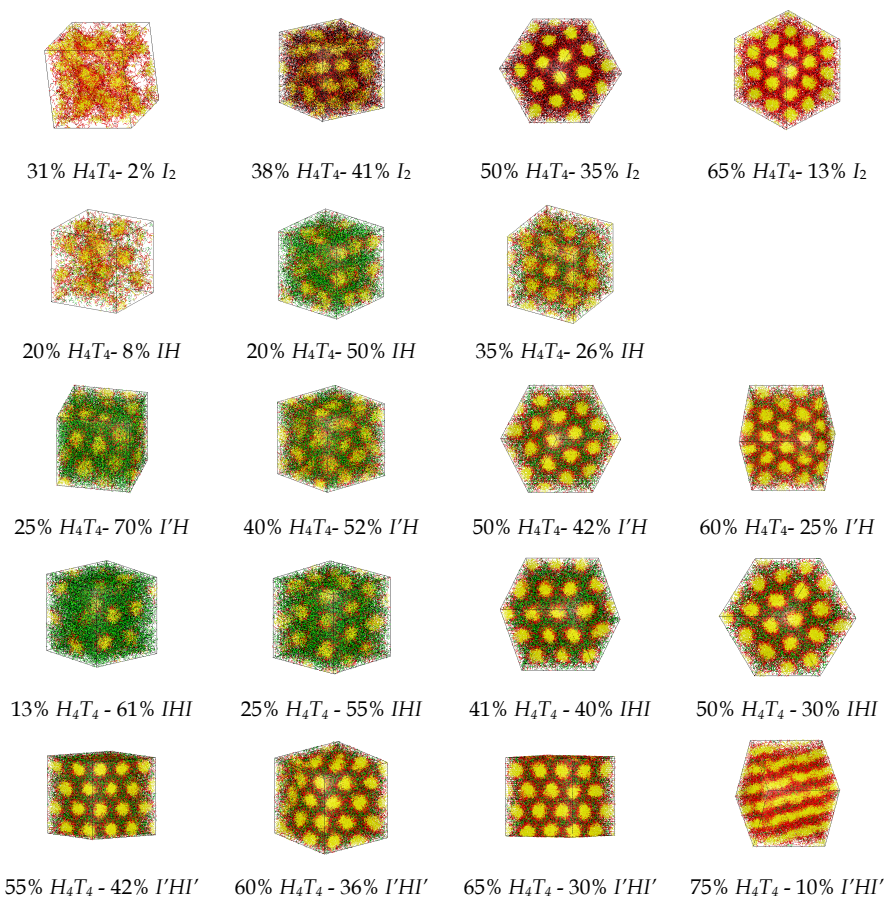 31% H₄T₄- 2% I₂ 38% H₄T₄- 41% I₂ 50% H₄T₄- 35% I₂ 65% H₄T₄- 13% I₂
20% H₄T₄- 8% IH 20% H₄T₄- 50% IH 35% H₄T₄- 26% IH
25% H₄T₄- 70% I’H 40% H₄T₄- 52% I’H 50% H₄T₄- 42% I’H 60% H₄T₄- 25% I’H
13% H₄T₄ - 61% IHI 25% H₄T₄ - 55% IHI 41% H₄T₄ - 40% IHI 50% H₄T₄ - 30% IHI
55% H₄T₄ - 42% I’HI’ 60% H₄T₄ - 36% I’HI’ 65% H₄T₄ - 30% I’HI’ 75% H₄T₄ - 10% I’HI’